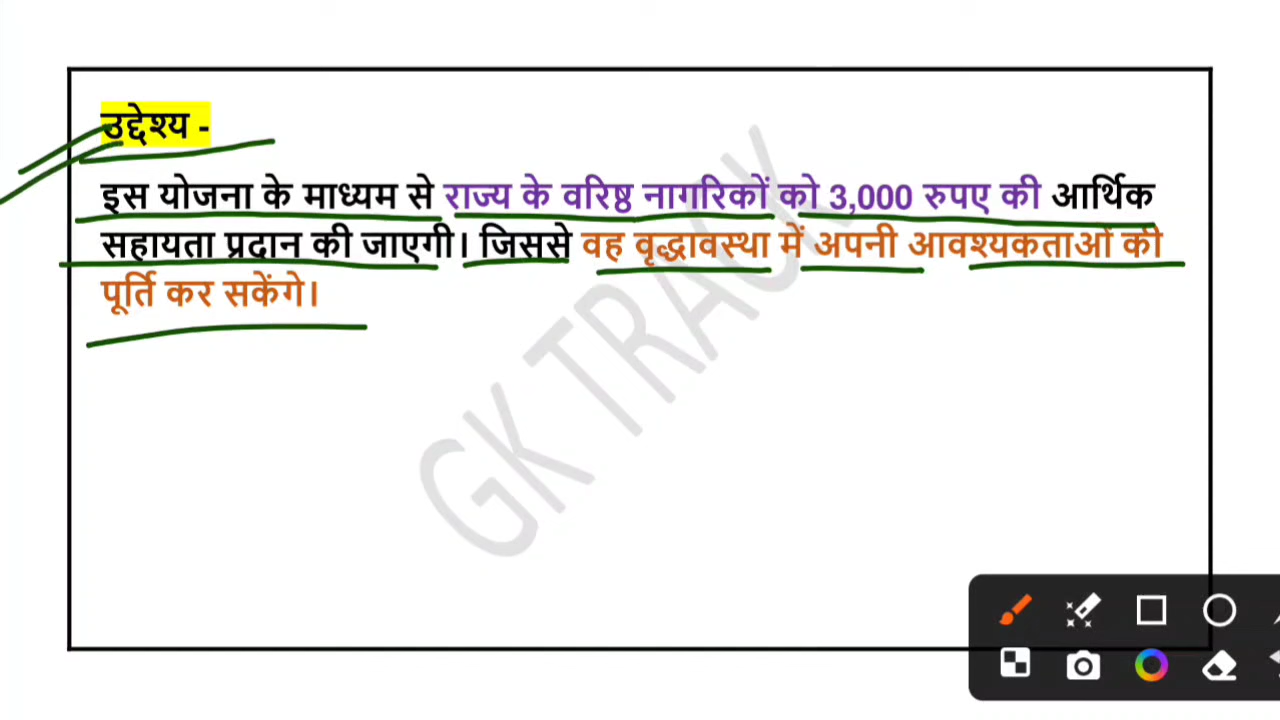 उद्देश्य -
इस योजना के माध्यम से राज्य के वरिष्ठ नागरिकों को 3,000 रुपए की आर्थिक
सहायता प्रदान की जाएगी। जिससे वह वृद्धावस्था में अपनी आवश्यकताओं की
पूर्ति कर सकेंगे।
GK TRACK